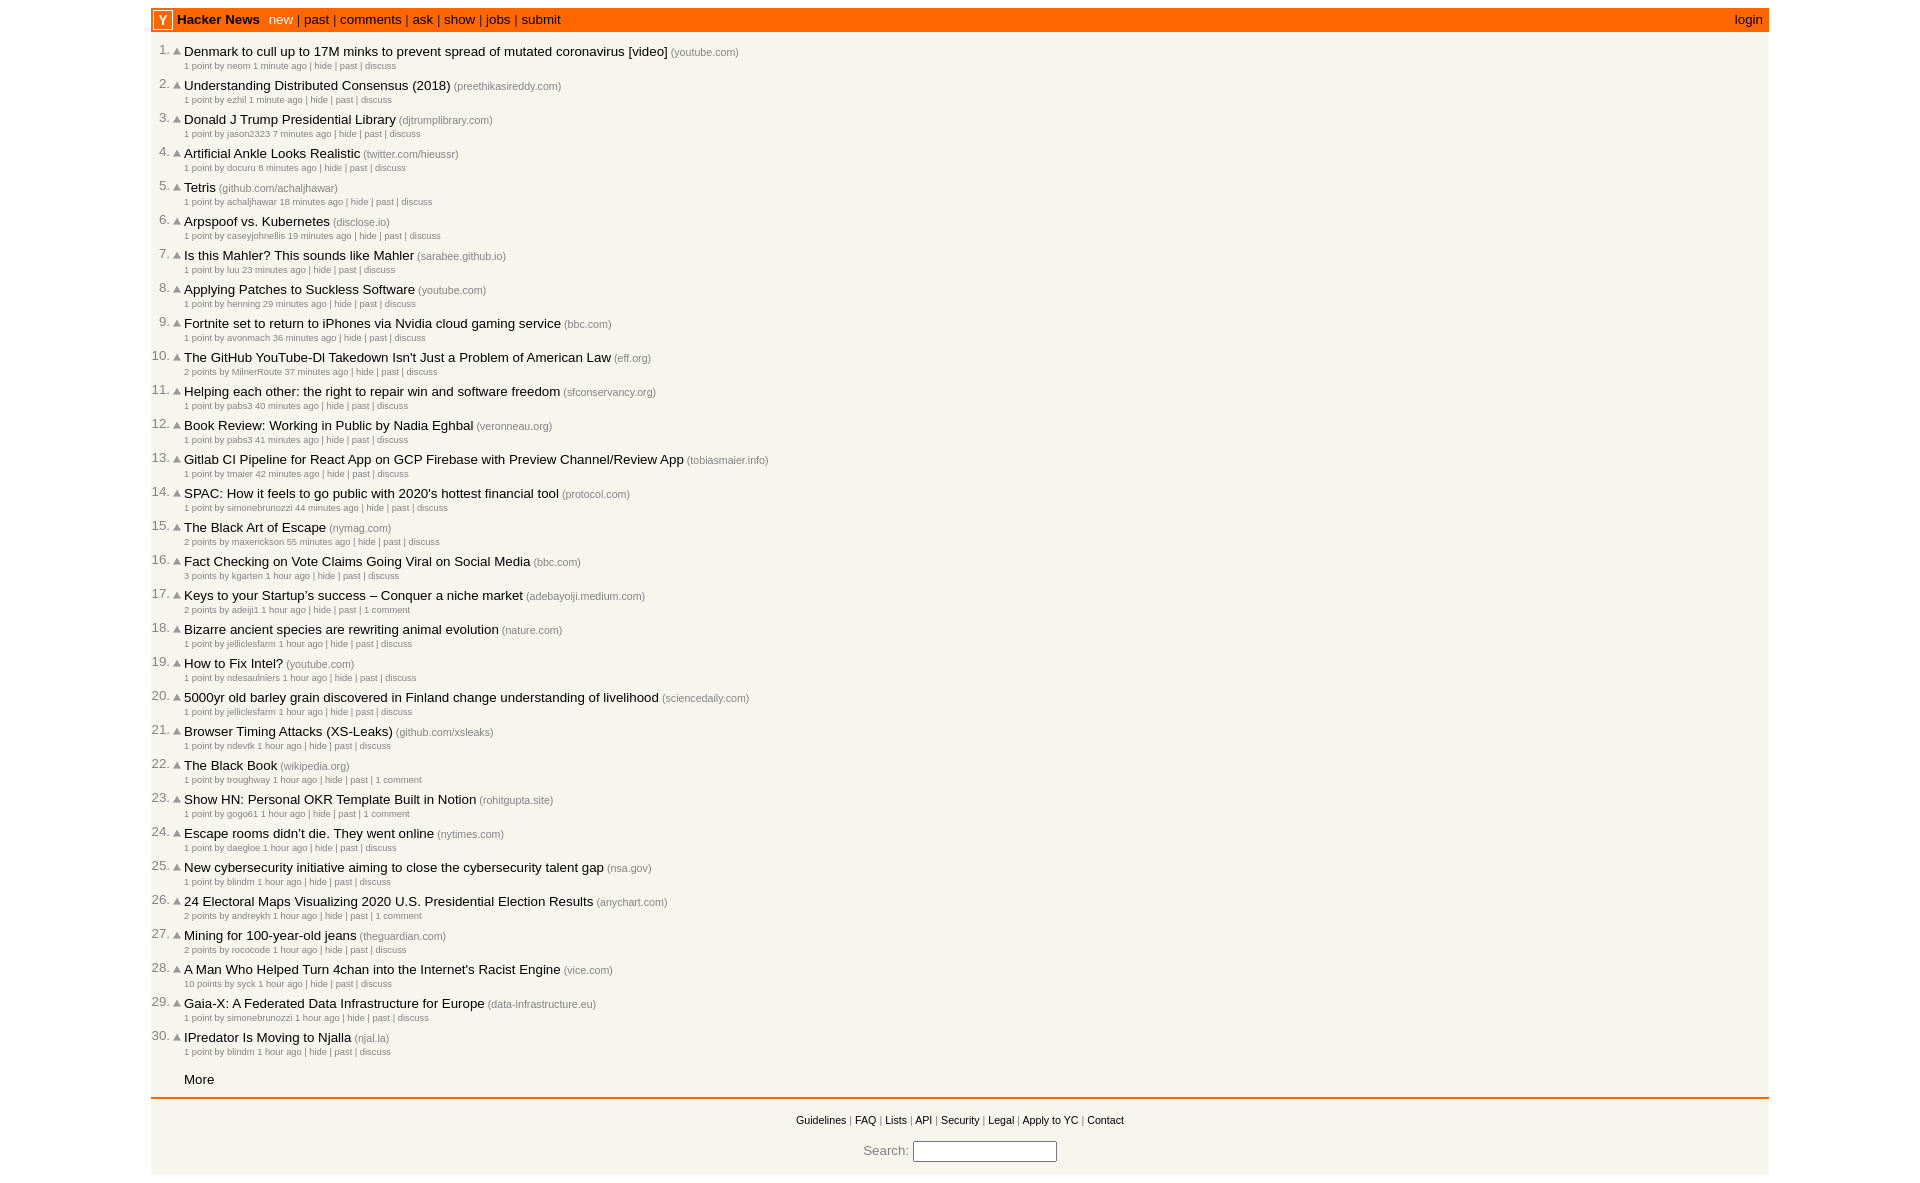 Y Hacker News new | past | comments | ask | show | jobs | submit login
1. Denmark to cull up to 17M minks to prevent spread of mutated coronavirus [video] (youtube.com)
1 point by neom 1 minute ago | hide | past | discuss
2. Understanding Distributed Consensus (2018) (preethikasireddy.com)
1 point by ezhil 1 minute ago | hide | past | discuss
3. Donald J Trump Presidential Library (djtrumplibrary.com)
1 point by jason2323 7 minutes ago | hide | past | discuss
4. Artificial Ankle Looks Realistic (twitter.com/hieussr)
1 point by docuru 8 minutes ago | hide | past | discuss
5. Tetris (github.com/achaljhawar)
1 point by achaljhawar 18 minutes ago | hide | past | discuss
6. Arpspoof vs. Kubernetes (disclose.io)
1 point by caseyjohnellis 19 minutes ago | hide | past | discuss
7. Is this Mahler? This sounds like Mahler (sarabee.github.io)
1 point by luu 23 minutes ago | hide | past | discuss
8. Applying Patches to Suckless Software (youtube.com)
1 point by henning 29 minutes ago | hide | past | discuss
9. Fortnite set to return to iPhones via Nvidia cloud gaming service (bbc.com)
1 point by avonmach 36 minutes ago | hide | past | discuss
10. The GitHub YouTube-Dl Takedown Isn't Just a Problem of American Law (eff.org)
2 points by MilnerRoute 37 minutes ago | hide | past | discuss
11. Helping each other: the right to repair win and software freedom (sfconservancy.org)
1 point by pabs3 40 minutes ago | hide | past | discuss
12. Book Review: Working in Public by Nadia Eghbal (veronneau.org)
1 point by pabs3 41 minutes ago | hide | past | discuss
13. Gitlab CI Pipeline for React App on GCP Firebase with Preview Channel/Review App (tobiasmaier.info)
1 point by tmaier 42 minutes ago | hide | past | discuss
14. SPAC: How it feels to go public with 2020's hottest financial tool (protocol.com)
1 point by simonebrunozzi 44 minutes ago | hide | past | discuss
15. The Black Art of Escape (nymag.com)
2 points by maxerickson 55 minutes ago | hide | past | discuss
16. Fact Checking on Vote Claims Going Viral on Social Media (bbc.com)
3 points by kgarten 1 hour ago | hide | past | discuss
17. Keys to your Startup’s success – Conquer a niche market (adebayoiji.medium.com)
2 points by adeiji1 1 hour ago | hide | past | 1 comment
18. Bizarre ancient species are rewriting animal evolution (nature.com)
1 point by jelliclesfarm 1 hour ago | hide | past | discuss
19. How to Fix Intel? (youtube.com)
1 point by ndesaulniers 1 hour ago | hide | past | discuss
20. 5000yr old barley grain discovered in Finland change understanding of livelihood (sciencedaily.com)
1 point by jelliclesfarm 1 hour ago | hide | past | discuss
21. Browser Timing Attacks (XS-Leaks) (github.com/xsleaks)
1 point by ndevtk 1 hour ago | hide | past | discuss
22. The Black Book (wikipedia.org)
1 point by troughway 1 hour ago | hide | past | 1 comment
23. Show HN: Personal OKR Template Built in Notion (rohitgupta.site)
1 point by gogo61 1 hour ago | hide | past | 1 comment
24. Escape rooms didn’t die. They went online (nytimes.com)
1 point by daegloe 1 hour ago | hide | past | discuss
25. New cybersecurity initiative aiming to close the cybersecurity talent gap (nsa.gov)
1 point by blindm 1 hour ago | hide | past | discuss
26. 24 Electoral Maps Visualizing 2020 U.S. Presidential Election Results (anychart.com)
2 points by andreykh 1 hour ago | hide | past | 1 comment
27. Mining for 100-year-old jeans (theguardian.com)
2 points by rococode 1 hour ago | hide | past | discuss
28. A Man Who Helped Turn 4chan into the Internet's Racist Engine (vice.com)
10 points by syck 1 hour ago | hide | past | discuss
29. Gaia-X: A Federated Data Infrastructure for Europe (data-infrastructure.eu)
1 point by simonebrunozzi 1 hour ago | hide | past | discuss
30. IPredator Is Moving to Njalla (njal.la)
1 point by blindm 1 hour ago | hide | past | discuss
More
Guidelines | FAQ | Lists | API | Security | Legal | Apply to YC | Contact
Search: